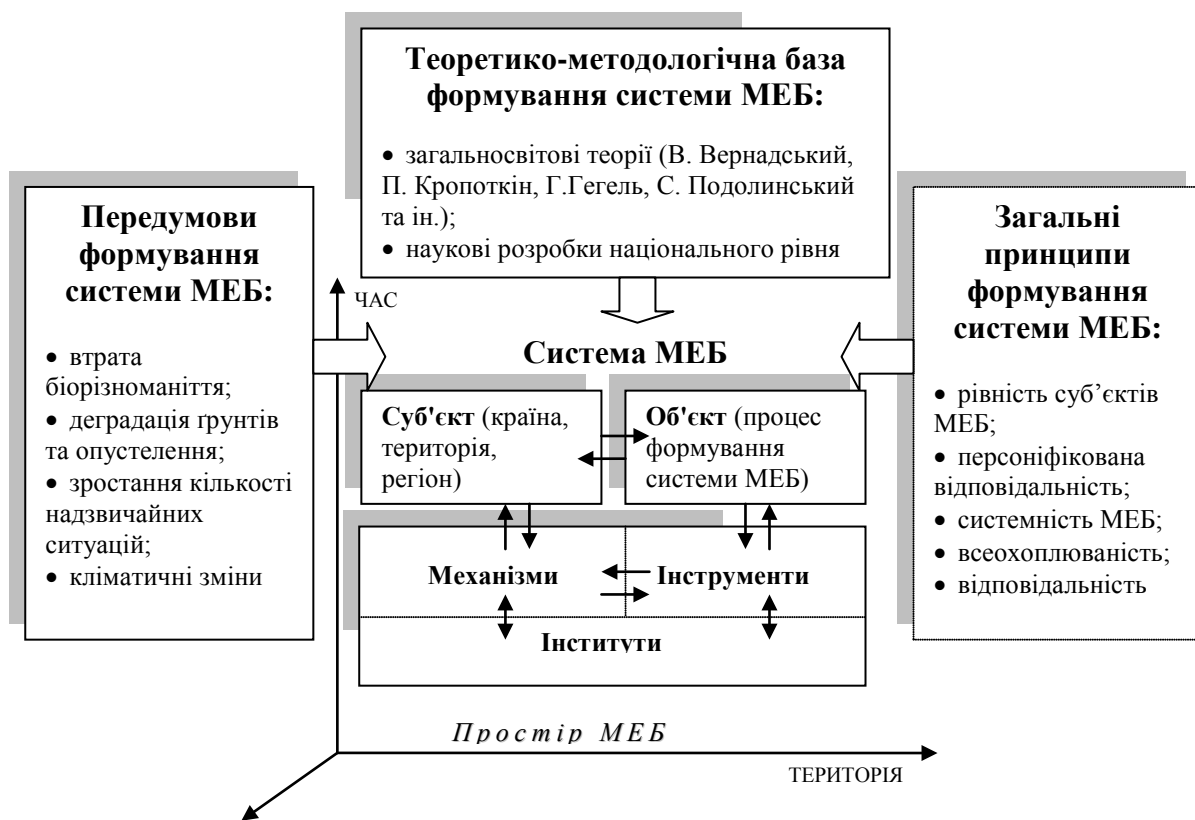 Теоретико-методологічна база
формування системи МЕБ:
• загальносвітові теорії (В. Вернадський,
П. Кропоткін, Г.Гегель, С. Подолинський
та ін.);
• наукові розробки національного рівня
Передумови
формування
системи МЕБ:
• втрата
біорізноманіття;
• деградація ґрунтів
та опустелення;
• зростання кількості
надзвичайних
ситуацій;
• кліматичні зміни
Загальні
принципи
формування
системи МЕБ:
• рівність суб’єктів
МЕБ;
• персоніфікована
відповідальність;
• системність МЕБ;
• всеохоплюваність;
• відповідальність
ЧАС
Система МЕБ
Суб'єкт (країна,
територія,
регіон)
Об'єкт (процес
формування
системи МЕБ)
Механізми
Інструменти
Інститути
Простір МЕБ
ТЕРИТОРІЯ